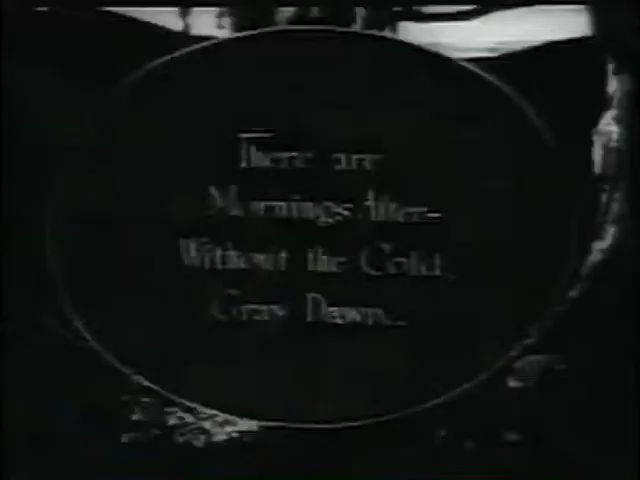 There are
Mornings After-
Without the Cold,
Gray Dawn...